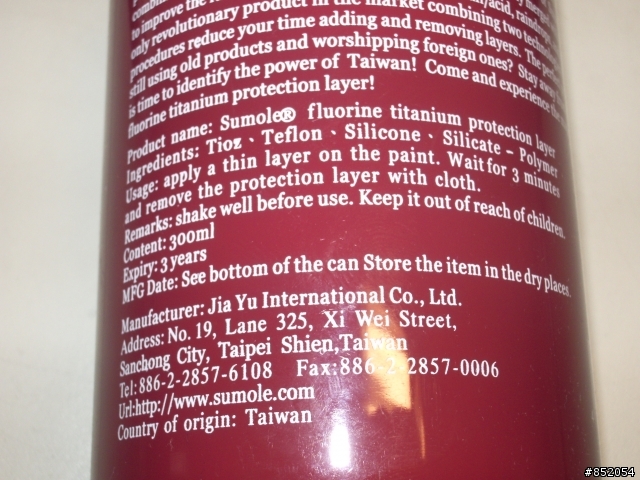 to improve the
only revolutionary product in the market combining two
procedures reduce your time adding and removing layers. The
still using old products and worshipping foreign ones? Stay
is time to identify the power of Taiwan! Come and experience the
fluorine titanium protection layer!
Product name: Sumole® fluorine titanium protection layer
Ingredients: Tioz、Teflon、Silicone、Silicate - Polymer
Usage: apply a thin layer on the paint. Wait for 3 minutes
and remove the protection layer with cloth.
Remarks: shake well before use. Keep it out of reach of children.
Content: 300ml
Expiry: 3 years
MFG Date: See bottom of the can Store the item in the dry places.
Manufacturer: Jia Yu International Co., Ltd.
Address: No. 19, Lane 325, Xi Wei Street,
Sanchong City, Taipei Shien,Taiwan
Tel:886-2-2857-6108 Fax:886-2-2857-0006
Url:http://www.sumole.com
Country of origin: Taiwan
#852054